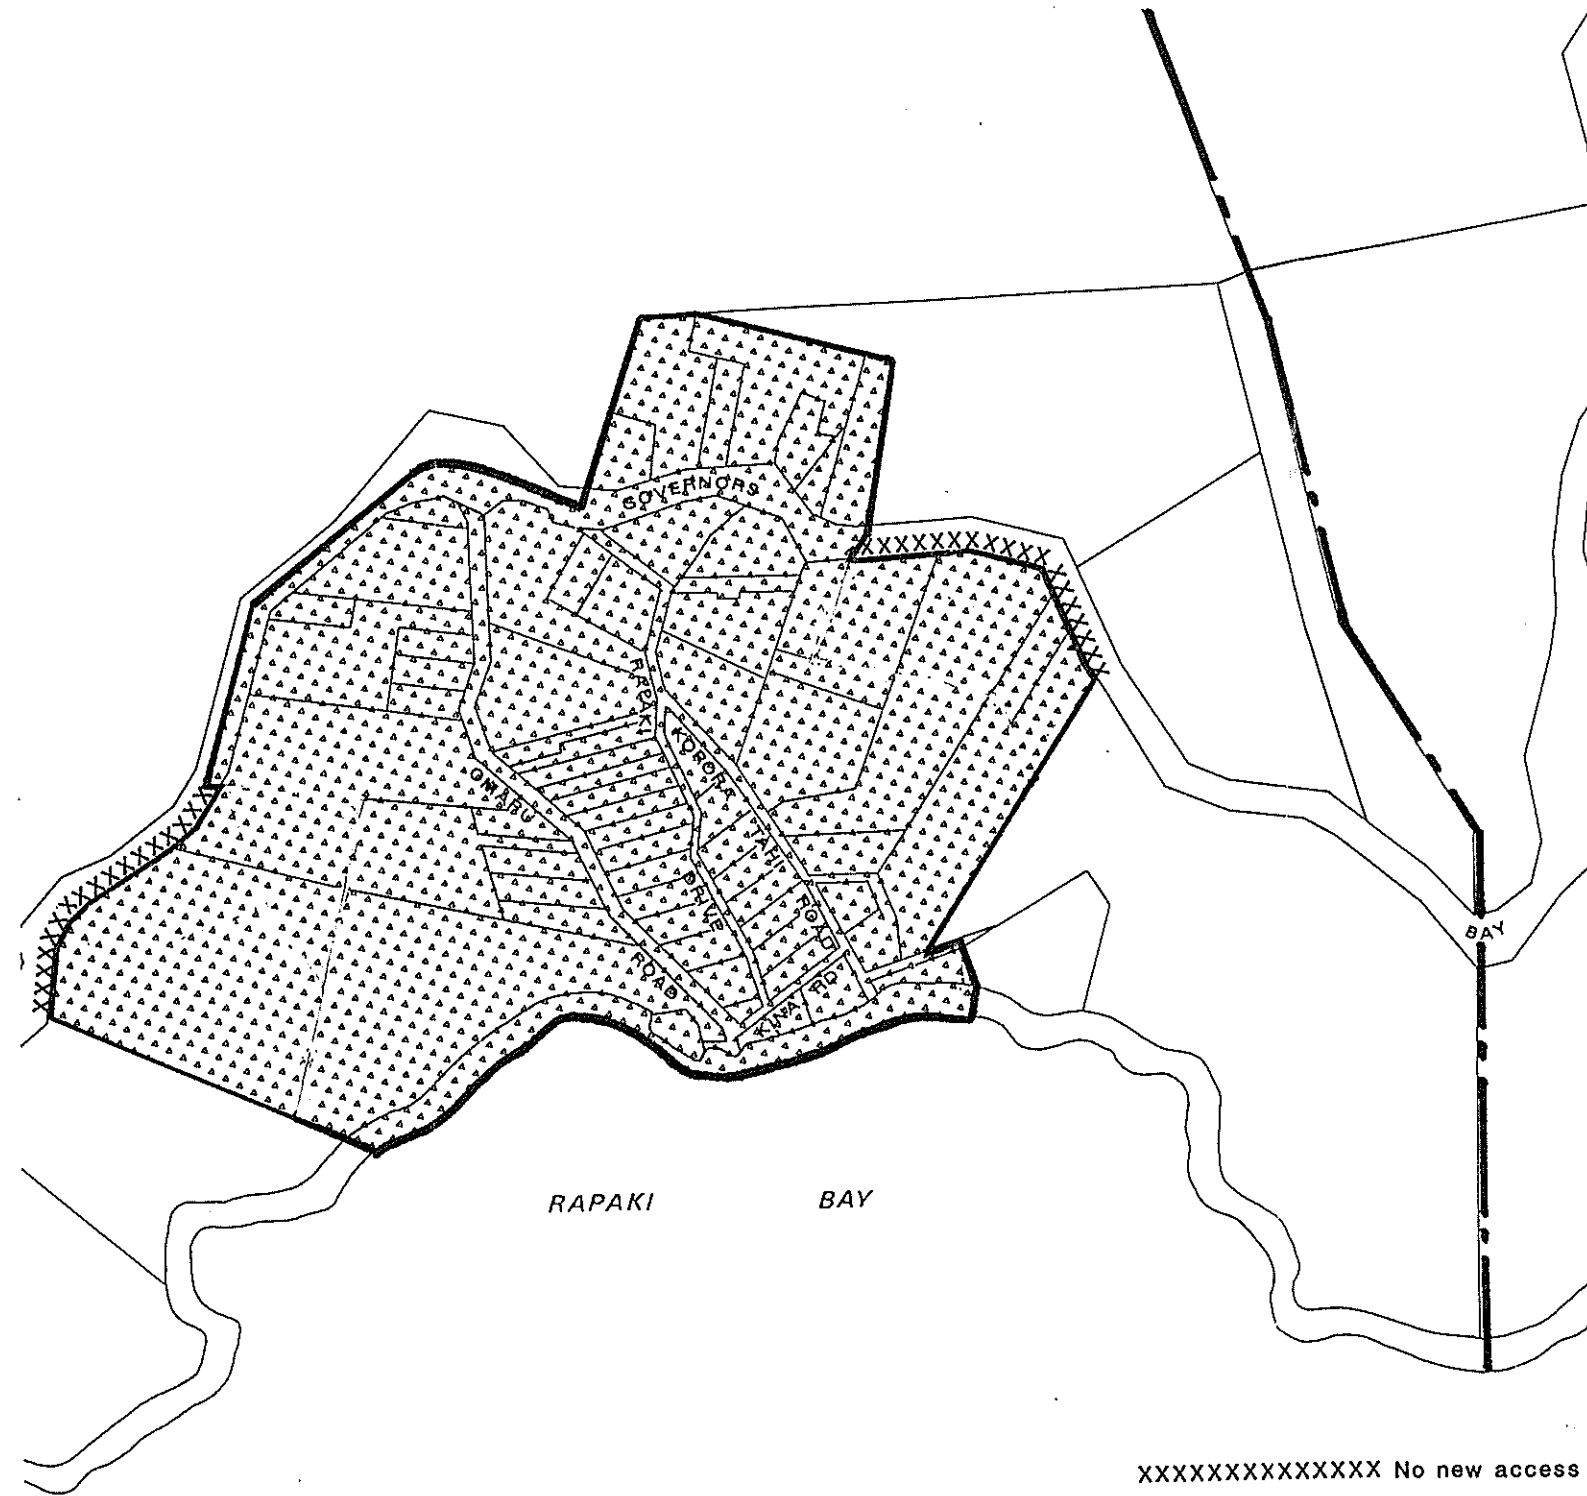 GOVERNORS
RAPAKI
KORORA
OMARU
TAHI
DRIVE
ROAD
BAY
ROAD
KINA RD
RAPAKI BAY
XXXXXXXXXXXXXX No new access